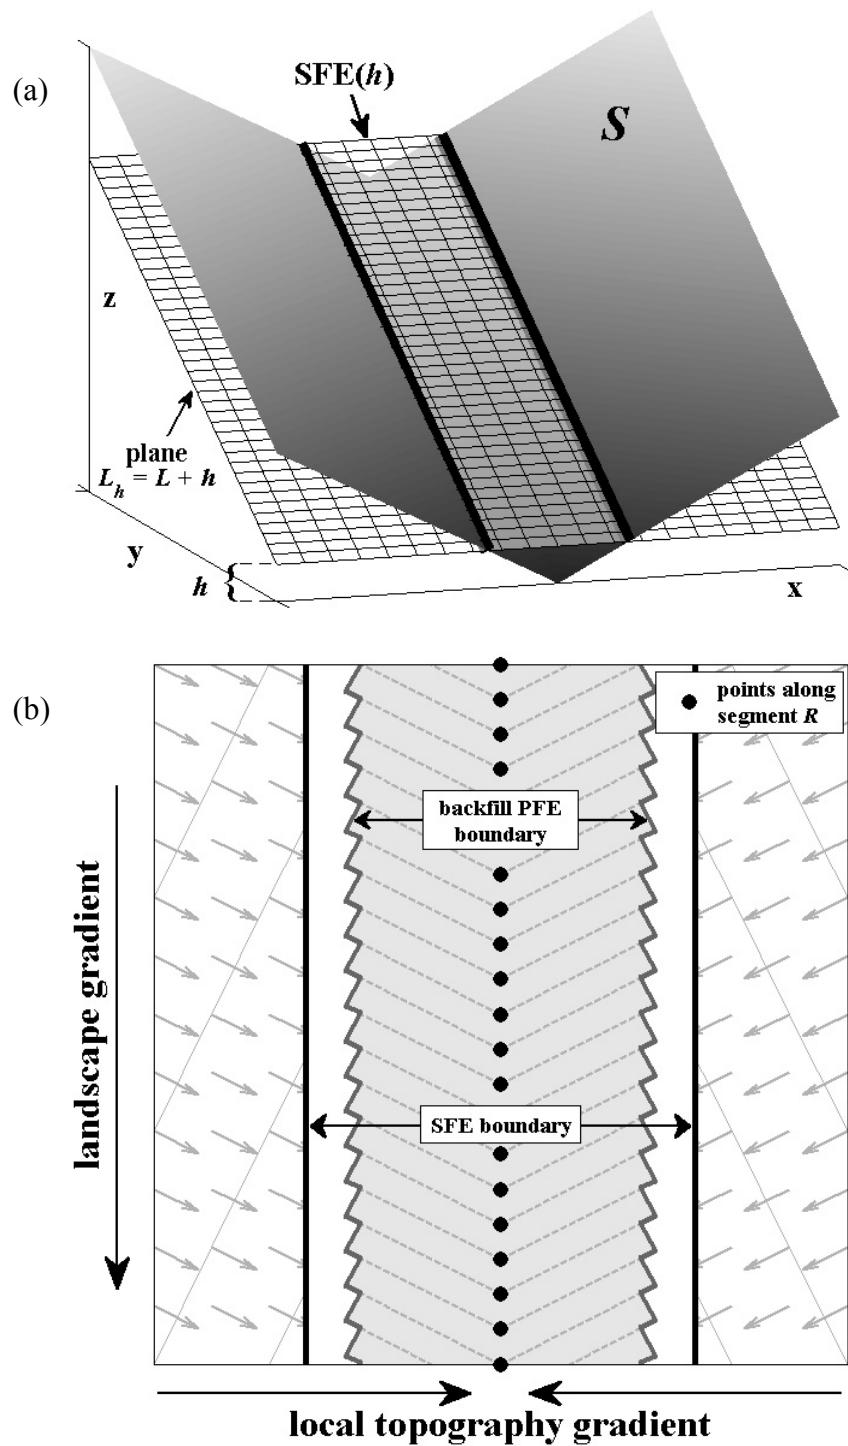 (a)
SFE(h)
S
z
plane
L_h = L + h
y
h {
x
(b)
points along
segment R
backfill PFE
boundary
landscape gradient
SFE boundary
local topography gradient